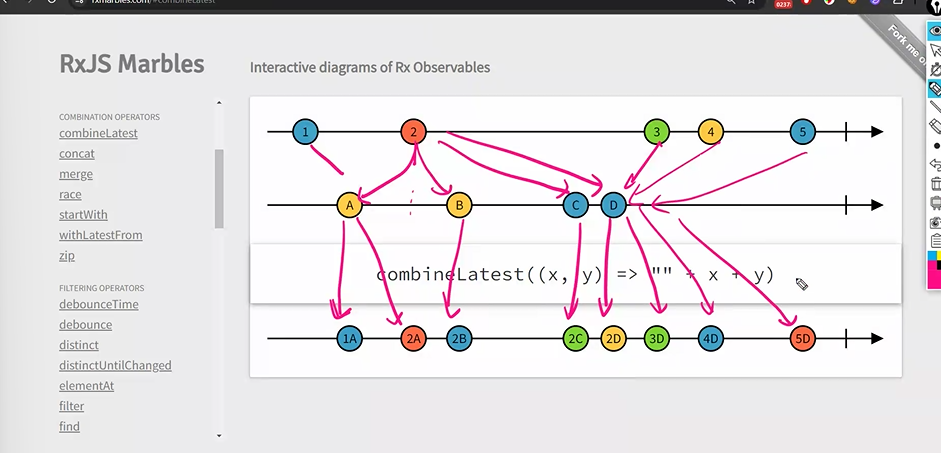 rxmarbles.com/#combineLatest
0237
Fork me o
RxJS Marbles
Interactive diagrams of Rx Observables
COMBINATION OPERATORS
combineLatest
concat
merge
race
startWith
withLatestFrom
zip
FILTERING OPERATORS
debounceTime
debounce
distinct
distinctUntilChanged
elementAt
filter
find
1 2 3 4 5
A B C D
combineLatest((x, y) => "" + x + y)
1A 2A 2B 2C 2D 3D 4D 5D